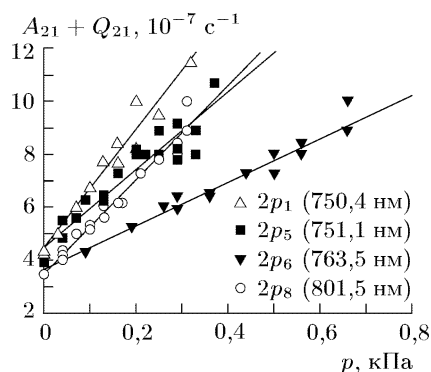 A₂₁ + Q₂₁, 10⁻⁷ с⁻¹
12
10
8
6
4
2
2p₁ (750,4 нм)
2p₅ (751,1 нм)
2p₆ (763,5 нм)
2p₈ (801,5 нм)
0 0,2 0,4 0,6 0,8
p, кПа